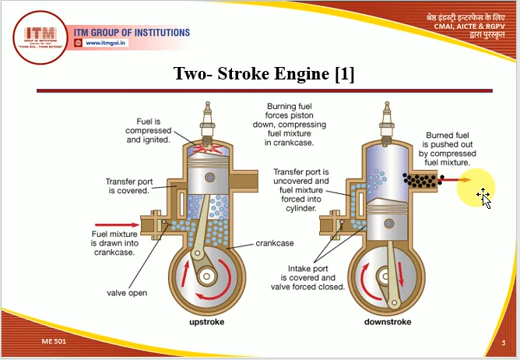 ITM
ITM GROUP OF INSTITUTIONS
www.itmgoi.in
श्रेष्ठ इंडस्ट्री इन्टरफेस के लिए
CMAI, AICTE & RGPV
द्वारा पुरस्कृत
Two- Stroke Engine [1]
Fuel is
compressed
and ignited.
Transfer port
is covered.
Fuel mixture
is drawn into
crankcase.
valve open
crankcase
upstroke
Burning fuel
forces piston
down, compressing
fuel mixture
in crankcase.
Transfer port is
uncovered and
fuel mixture
forced into
cylinder.
Intake port
is covered and
valve forced closed.
Burned fuel
is pushed out
by compressed
fuel mixture.
downstroke
ME 501
3